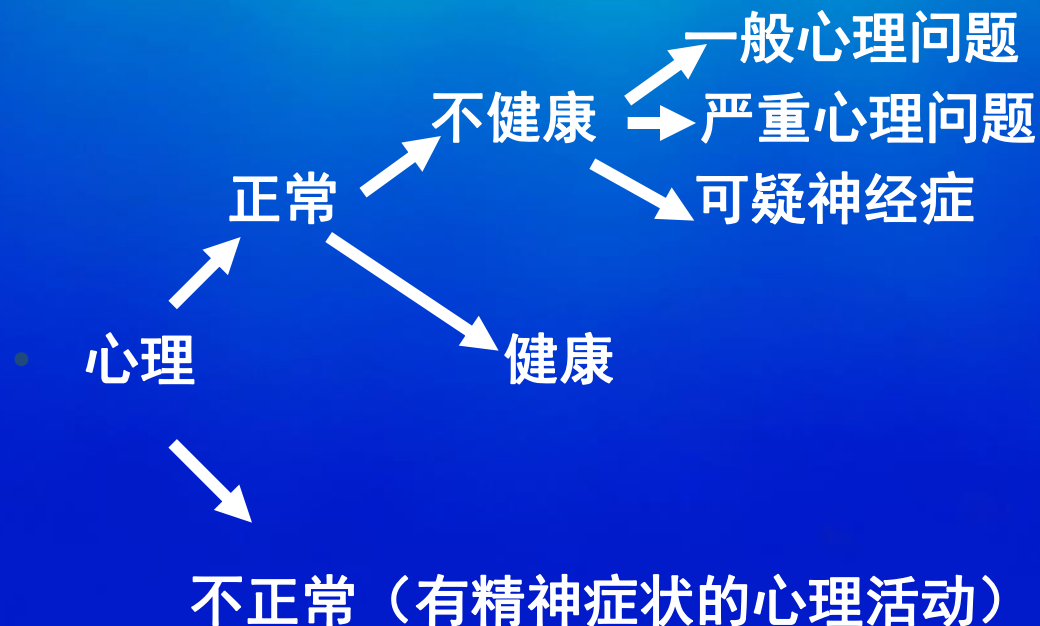 一般心理问题
不健康
严重心理问题
正常
可疑神经症
心理
健康
不正常（有精神症状的心理活动）